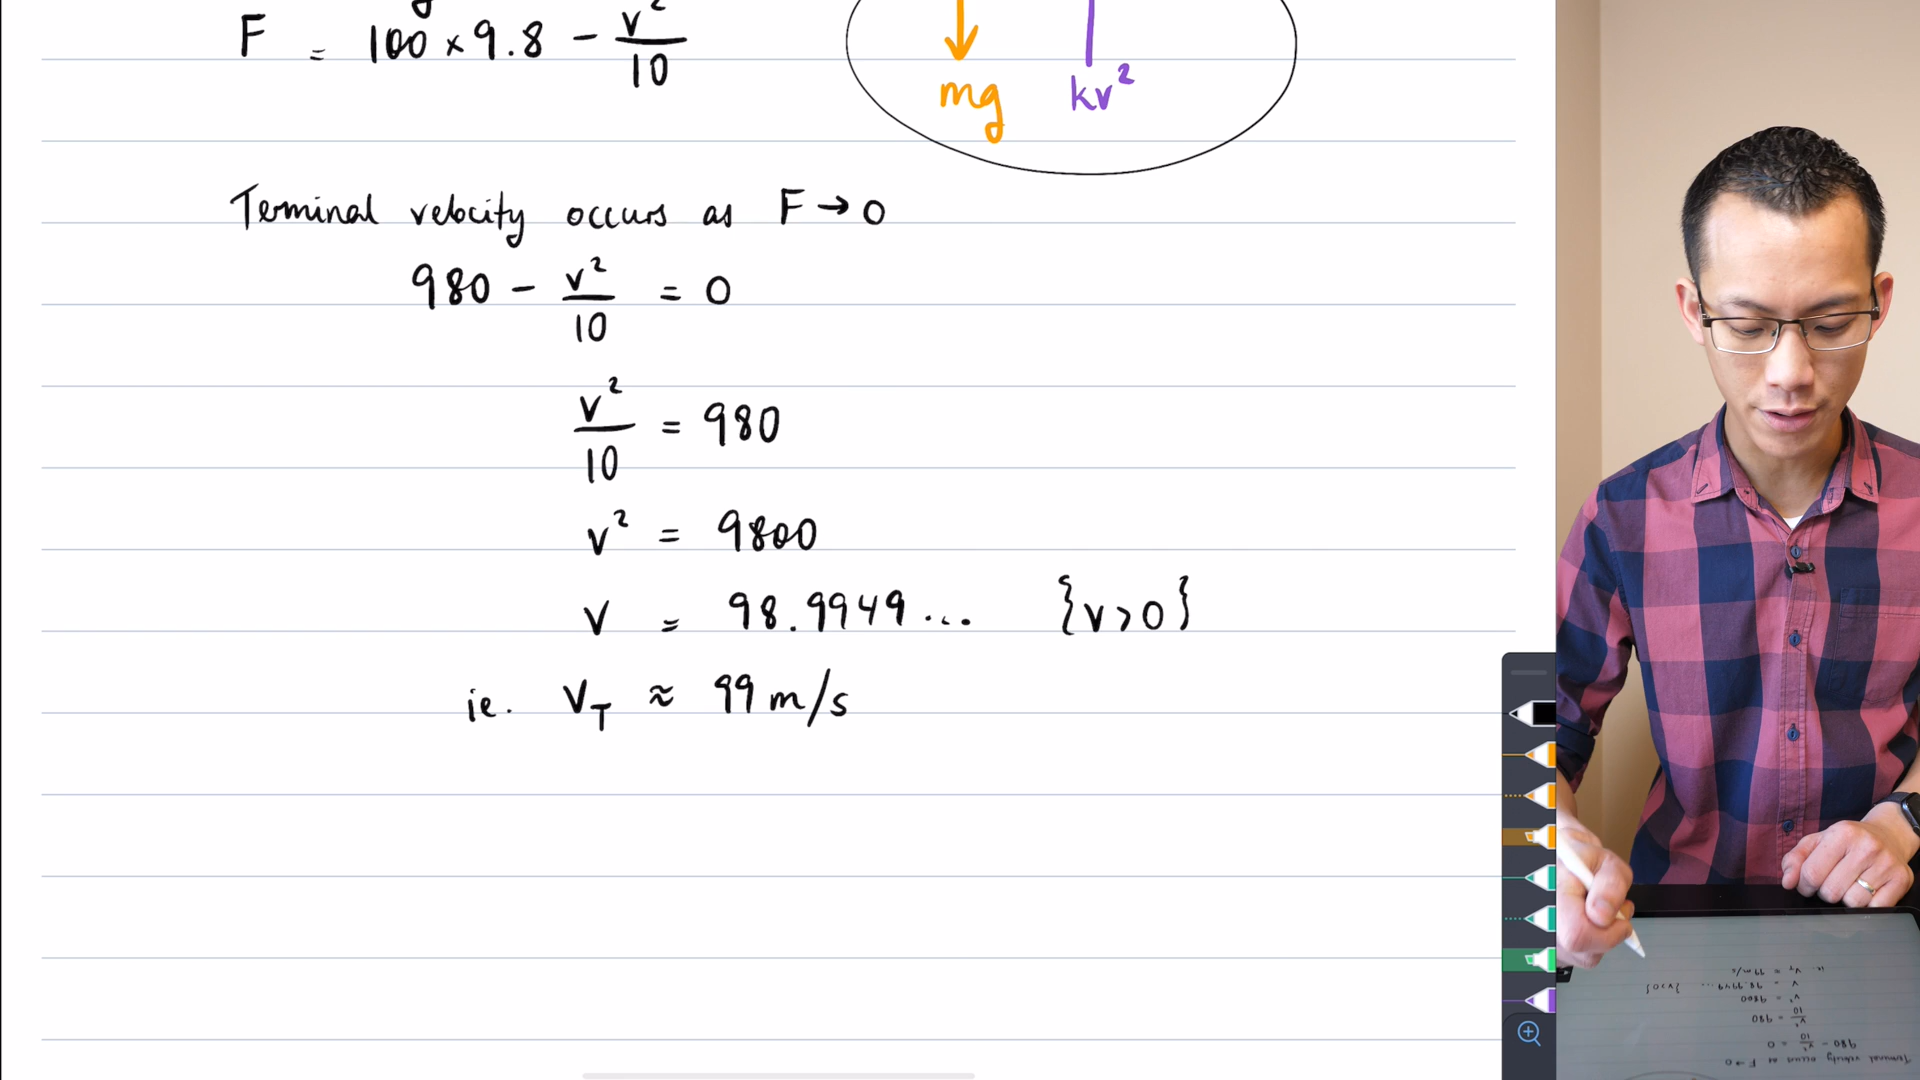 F = 100 × 9.8 − v²/10
mg kv²
Terminal velocity occurs as F → 0
980 − v²/10 = 0
v²/10 = 980
v² = 9800
v = 98.9949... {v>0}
ie. v_T ≈ 99 m/s